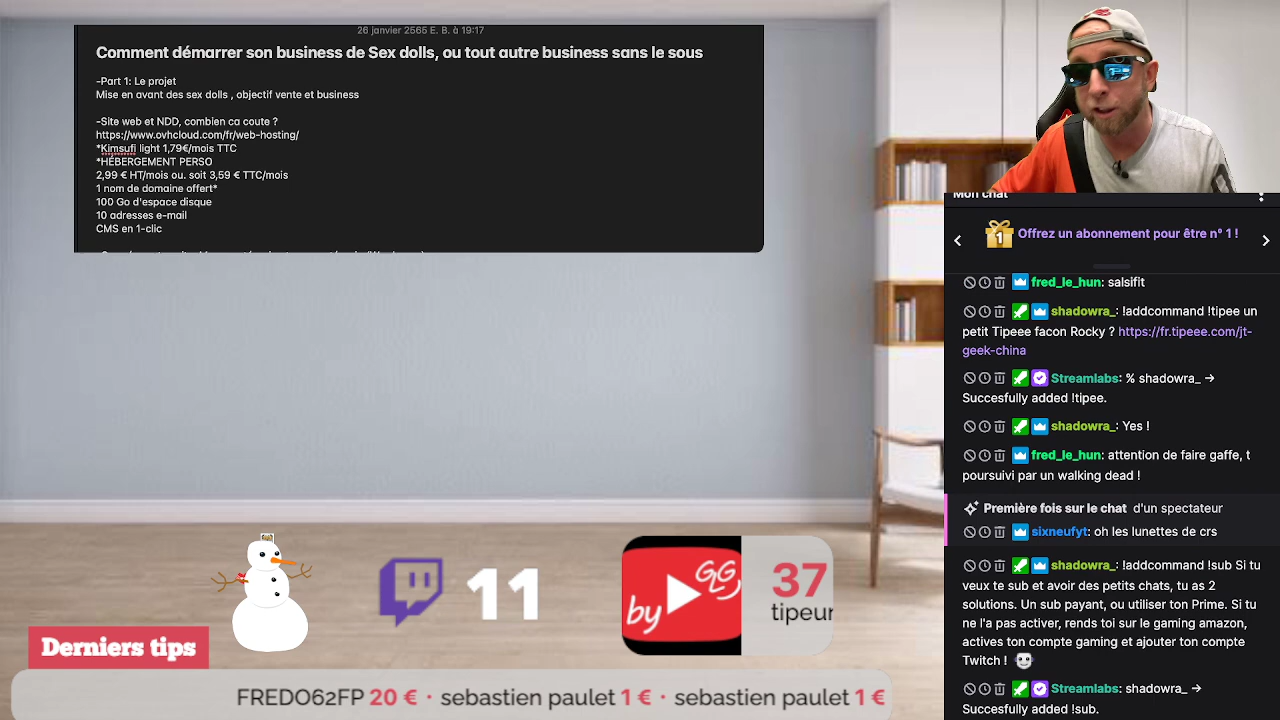 26 janvier 2565 E. B. à 19:17
Comment démarrer son business de Sex dolls, ou tout autre business sans le sous
-Part 1: Le projet
Mise en avant des sex dolls , objectif vente et business
-Site web et NDD, combien ca coute ?
https://www.ovhcloud.com/fr/web-hosting/
*Kimsufi light 1,79€/mois TTC
*HEBERGEMENT PERSO
2,99 € HT/mois ou. soit 3,59 € TTC/mois
1 nom de domaine offert*
100 Go d'espace disque
10 adresses e-mail
CMS en 1-clic
Mon chat
1
Offrez un abonnement pour être n° 1 !
fred_le_hun: salsifit
shadowra_: !addcommand !tipee un
petit Tipeee facon Rocky ? https://fr.tipeee.com/jt-
geek-china
Streamlabs: % shadowra_ →
Succesfully added !tipee.
shadowra_: Yes !
fred_le_hun: attention de faire gaffe, t
poursuivi par un walking dead !
Première fois sur le chat d'un spectateur
sixneufyt: oh les lunettes de crs
shadowra_: !addcommand !sub Si tu
veux te sub et avoir des petits chats, tu as 2
solutions. Un sub payant, ou utiliser ton Prime. Si tu
ne l'a pas activer, rends toi sur le gaming amazon,
actives ton compte gaming et ajouter ton compte
Twitch !
Streamlabs: shadowra_ →
Succesfully added !sub.
11
by GG
37
tipeur
Derniers tips
FREDO62FP 20 € · sebastien paulet 1 € · sebastien paulet 1 €